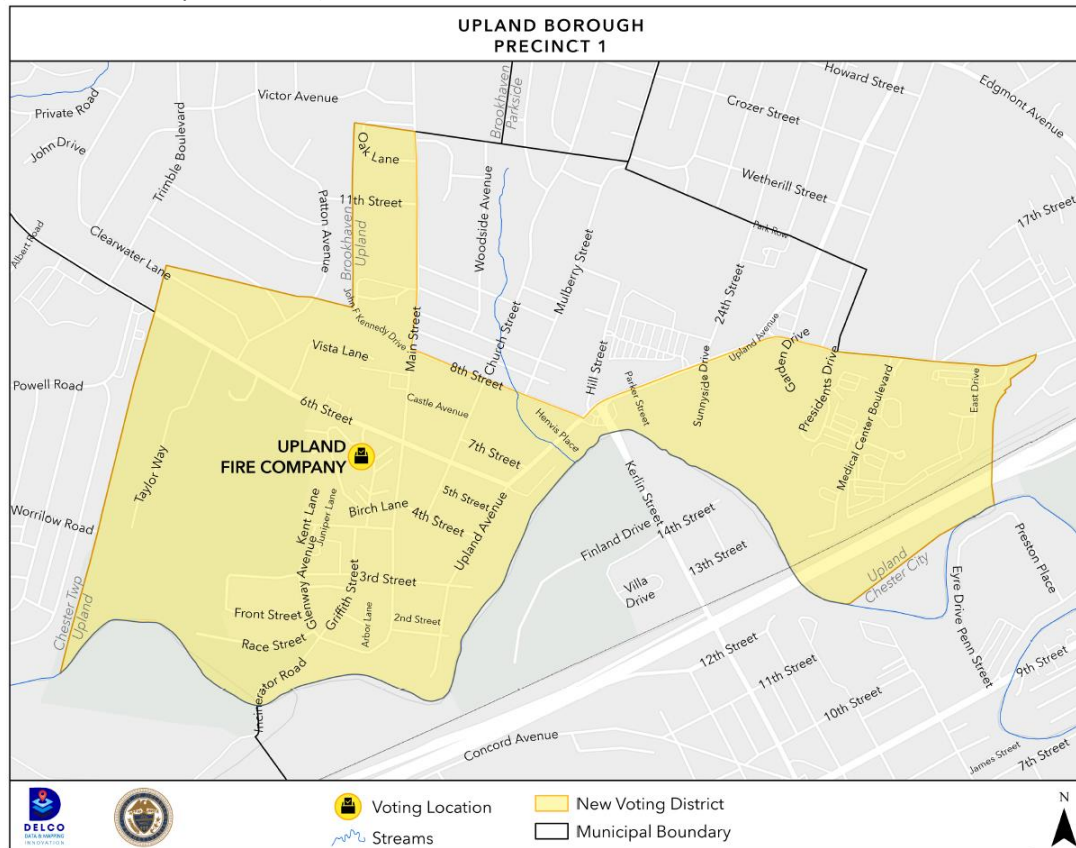 UPLAND BOROUGH
PRECINCT 1
Howard Street
Edgmont Avenue
Victor Avenue
Private Road
Crozer Street
Brookhaven
Parkside
John Drive
Trimble Boulevard
Oak Lane
Wetherill Street
Patton Avenue
11th Street
Woodside Avenue
17th Street
Albert Road
Clearwater Lane
Brookhaven
Upland
Mulberry Street
Park Row
24th Street
John F Kennedy Drive
Main Street
Church Street
Vista Lane
Hill Street
Upland Avenue
Garden Drive
Presidents Drive
8th Street
Powell Road
Parker Street
Sunnyside Drive
East Drive
Castle Avenue
6th Street
Hervis Place
Medical Center Boulevard
UPLAND
FIRE COMPANY
7th Street
Taylor Way
Kerlin Street
5th Street
Worrilow Road
Kent Lane
Juniper Lane
Birch Lane
4th Street
Upland Avenue
14th Street
Finland Drive
13th Street
Preston Place
Upland
Chester City
3rd Street
Villa
Drive
Chester Twp
Upland
Glenway Avenue
Griffith Street
Front Street
Arbor Lane
2nd Street
Eyre Drive
Penn Street
Race Street
12th Street
11th Street
9th Street
Incinerator Road
10th Street
Concord Avenue
James Street
7th Street
DELCO
DATA & MAPPING
INNOVATION
Voting Location
Streams
New Voting District
Municipal Boundary
N